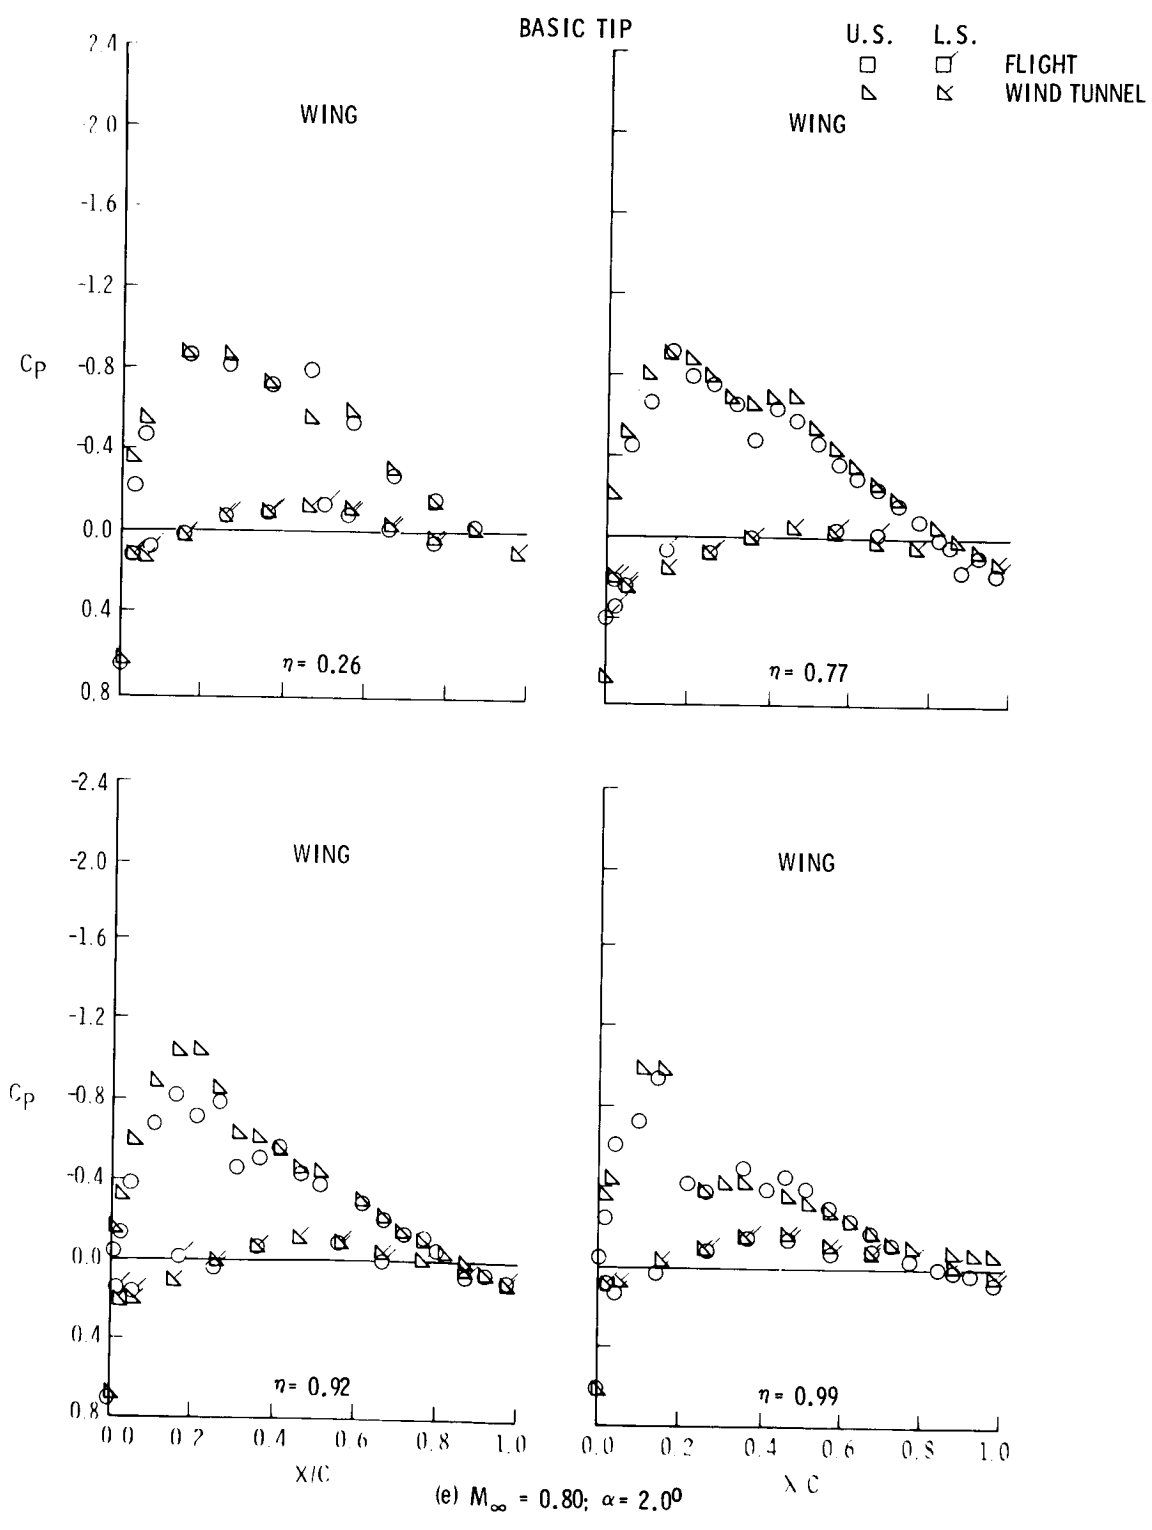 BASIC TIP
U.S. L.S.
FLIGHT
WIND TUNNEL
2.4
-2.0
-1.6
-1.2
-0.8
-0.4
0.0
0.4
0.8
CP
WING
η = 0.26
WING
η = 0.77
-2.4
-2.0
-1.6
-1.2
-0.8
-0.4
0.0
0.4
0.8
CP
WING
η = 0.92
0.0 0.2 0.4 0.6 0.8 1.0
X/C
WING
η = 0.99
0.0 0.2 0.4 0.6 0.8 1.0
X C
(e) M∞ = 0.80; α = 2.0°